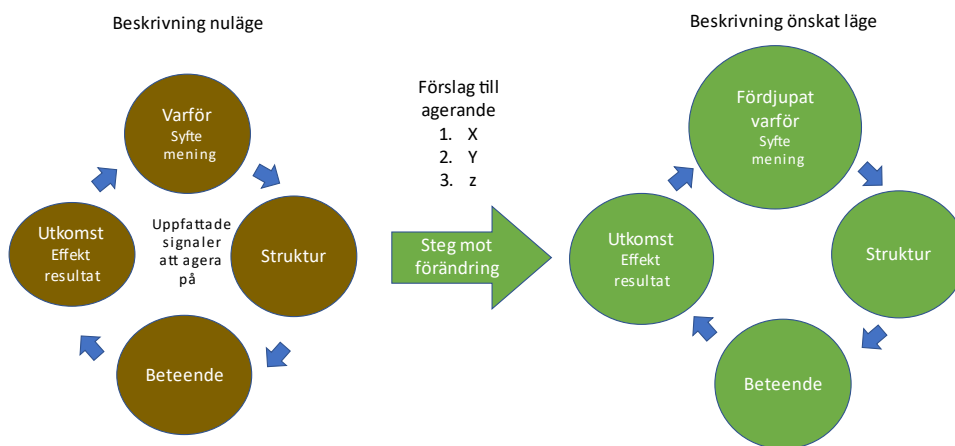 Beskrivning nuläge
Varför
Syfte
mening
Struktur
Beteende
Utkomst
Effekt
resultat
Uppfattade
signaler
att agera
på
Förslag till
agerande
1. X
2. Y
3. z
Steg mot
förändring
Beskrivning önskat läge
Fördjupat
varför
Syfte
mening
Struktur
Beteende
Utkomst
Effekt
resultat